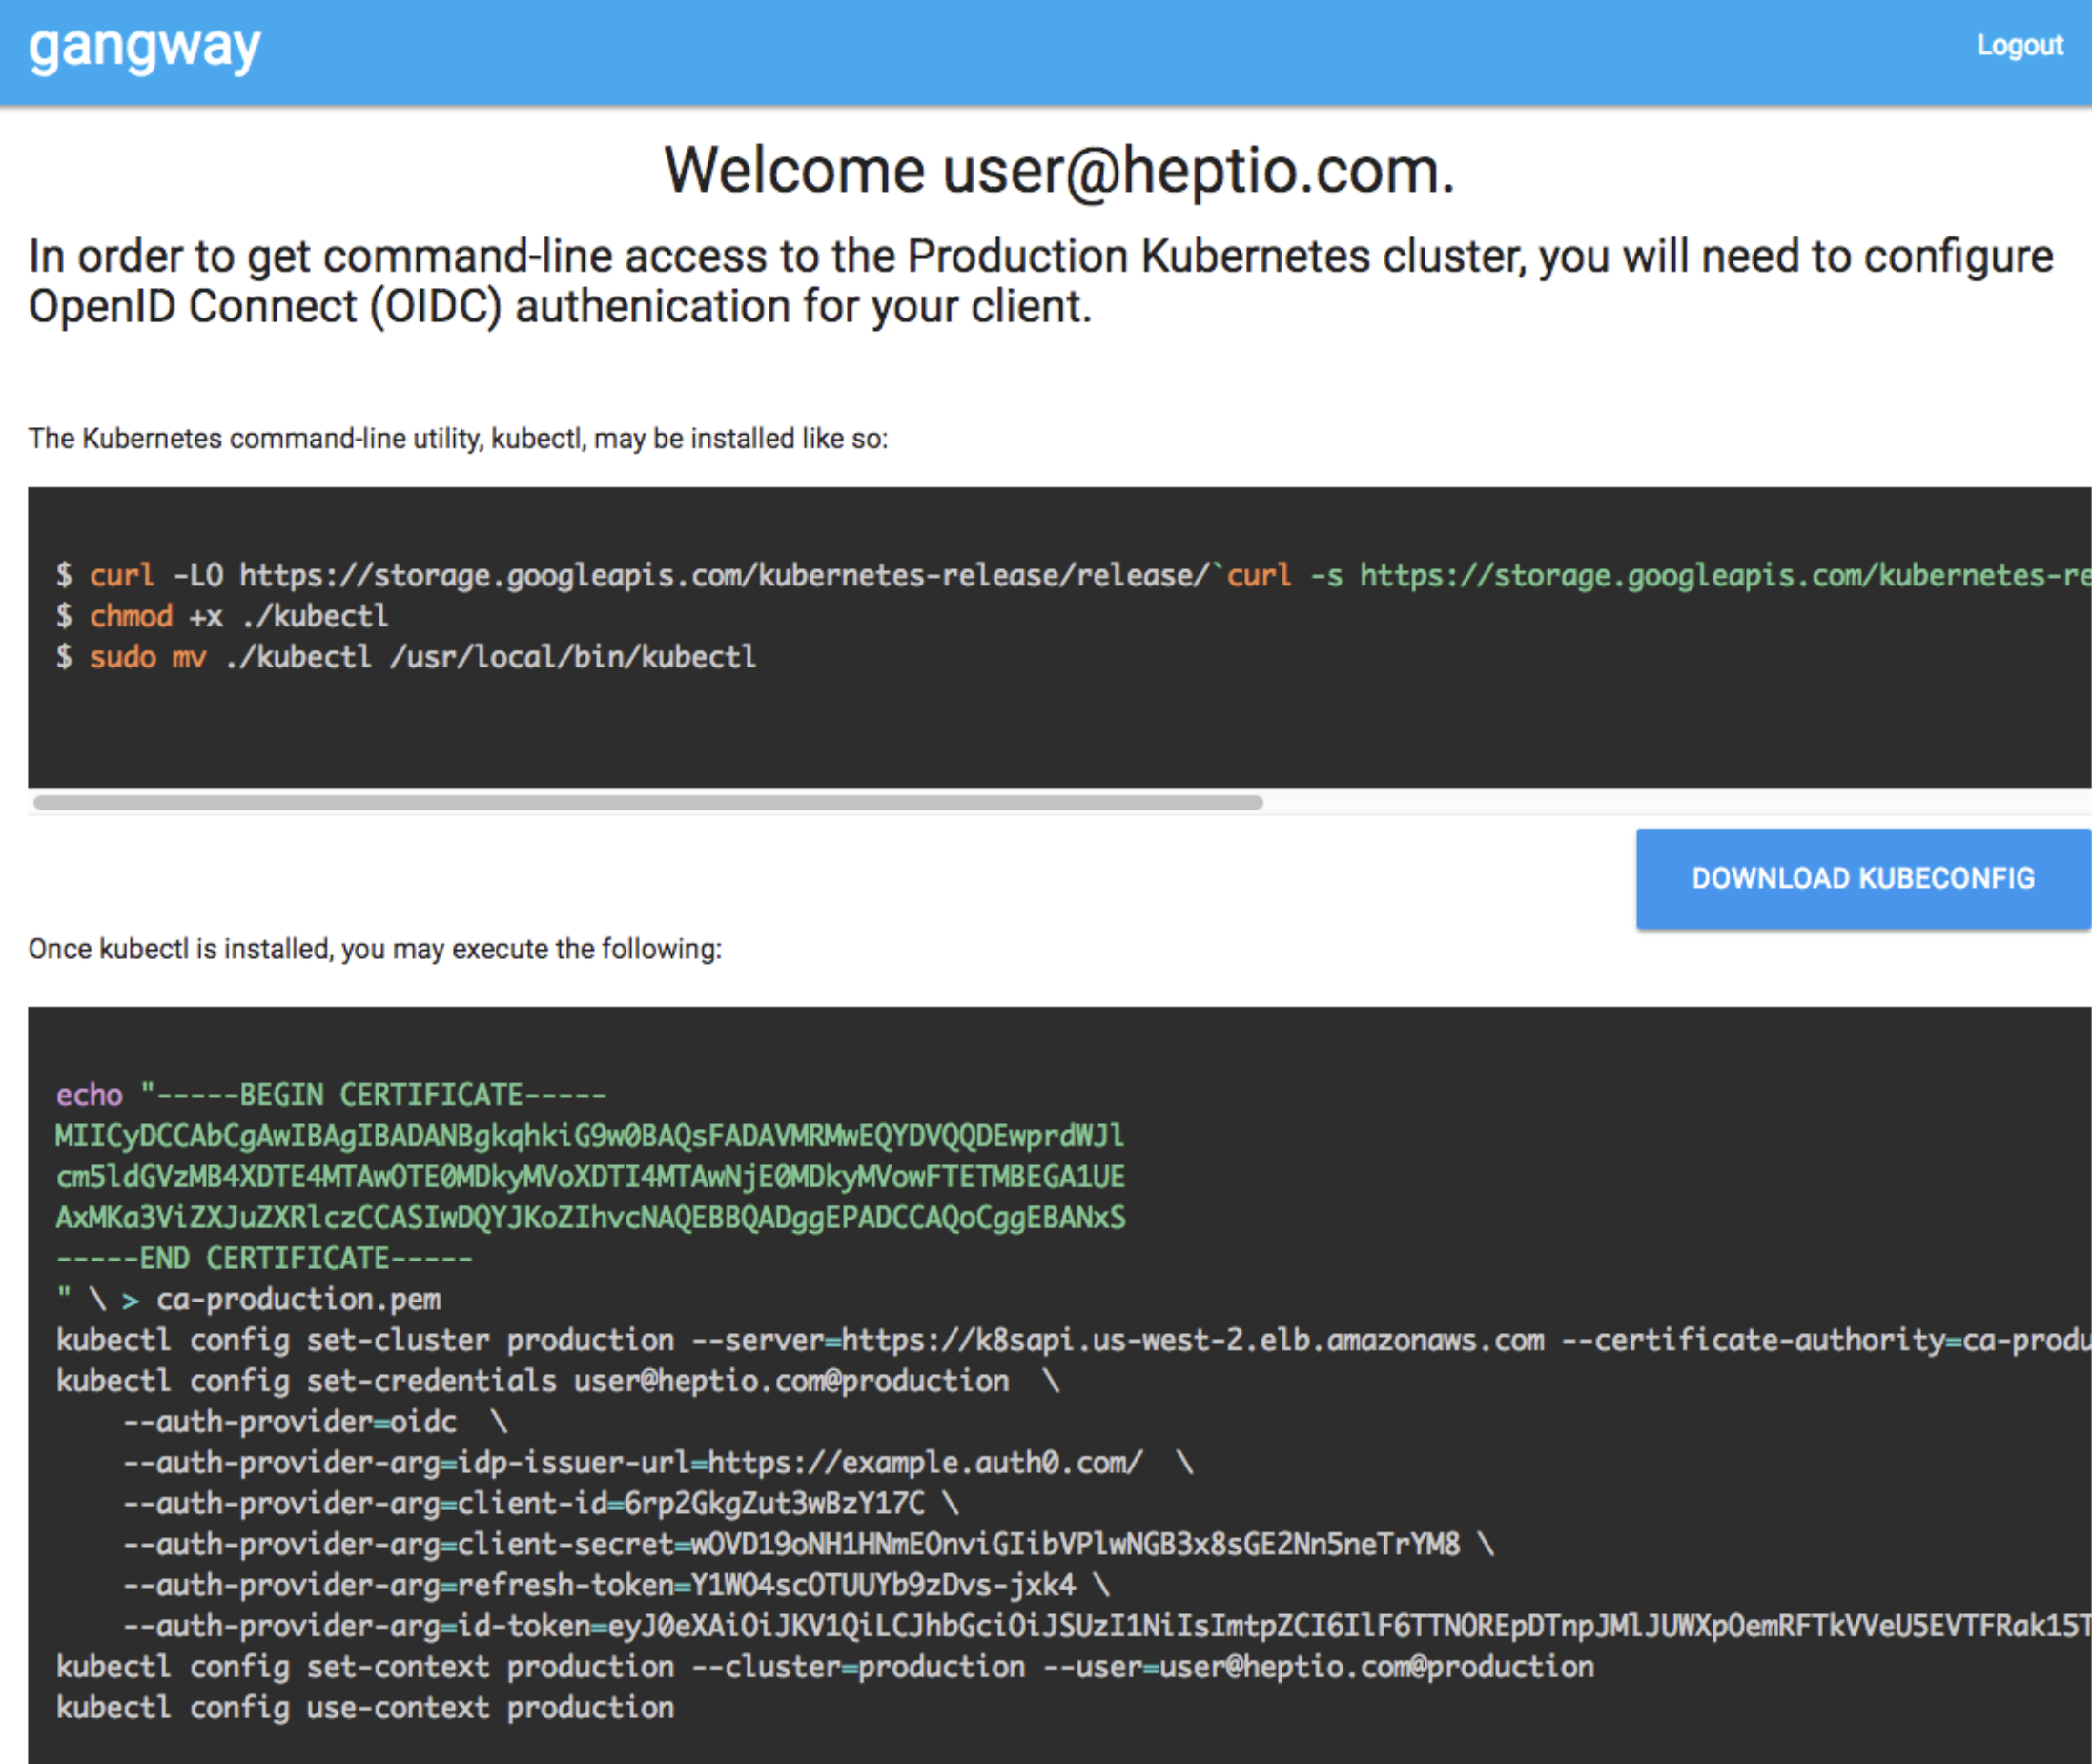 gangway
Logout
Welcome user@heptio.com.
In order to get command-line access to the Production Kubernetes cluster, you will need to configure
OpenID Connect (OIDC) authenication for your client.
The Kubernetes command-line utility, kubectl, may be installed like so:
$ curl -LO https://storage.googleapis.com/kubernetes-release/release/`curl -s https://storage.googleapis.com/kubernetes-re
$ chmod +x ./kubectl
$ sudo mv ./kubectl /usr/local/bin/kubectl
DOWNLOAD KUBECONFIG
Once kubectl is installed, you may execute the following:
echo "-----BEGIN CERTIFICATE-----
MIICyDCCAbCgAwIBAgIBADANBgkqhkiG9w0BAQsFADAVMRMwEQYDVQQDEwprdWJl
cm5ldGVzMB4XDTE4MTAwOTE0MDkyMVoXDTI4MTAwNjE0MDkyMVowFTETMBEGA1UE
AxMKa3ViZXJuZXRlczCCASIwDQYJKoZIhvcNAQEBBQADggEPADCCAQoCggEBANxS
-----END CERTIFICATE-----
" \ > ca-production.pem
kubectl config set-cluster production --server=https://k8sapi.us-west-2.elb.amazonaws.com --certificate-authority=ca-produ
kubectl config set-credentials user@heptio.com@production \
--auth-provider=oidc \
--auth-provider-arg=idp-issuer-url=https://example.auth0.com/ \
--auth-provider-arg=client-id=6rp2GkgZut3wBzY17C \
--auth-provider-arg=client-secret=wOVD19oNH1HNmEOnviGIibVPlwNGB3x8sGE2Nn5neTrYM8 \
--auth-provider-arg=refresh-token=Y1WO4scOTUUYb9zDvs-jxk4 \
--auth-provider-arg=id-token=eyJ0eXAiOiJKV1QiLCJhbGciOiJSUzI1NiIsImtpZCI6IlF6TTNOREpDTnpJMlJUWXpOemRFTkVVeU5EVTFRak15T
kubectl config set-context production --cluster=production --user=user@heptio.com@production
kubectl config use-context production